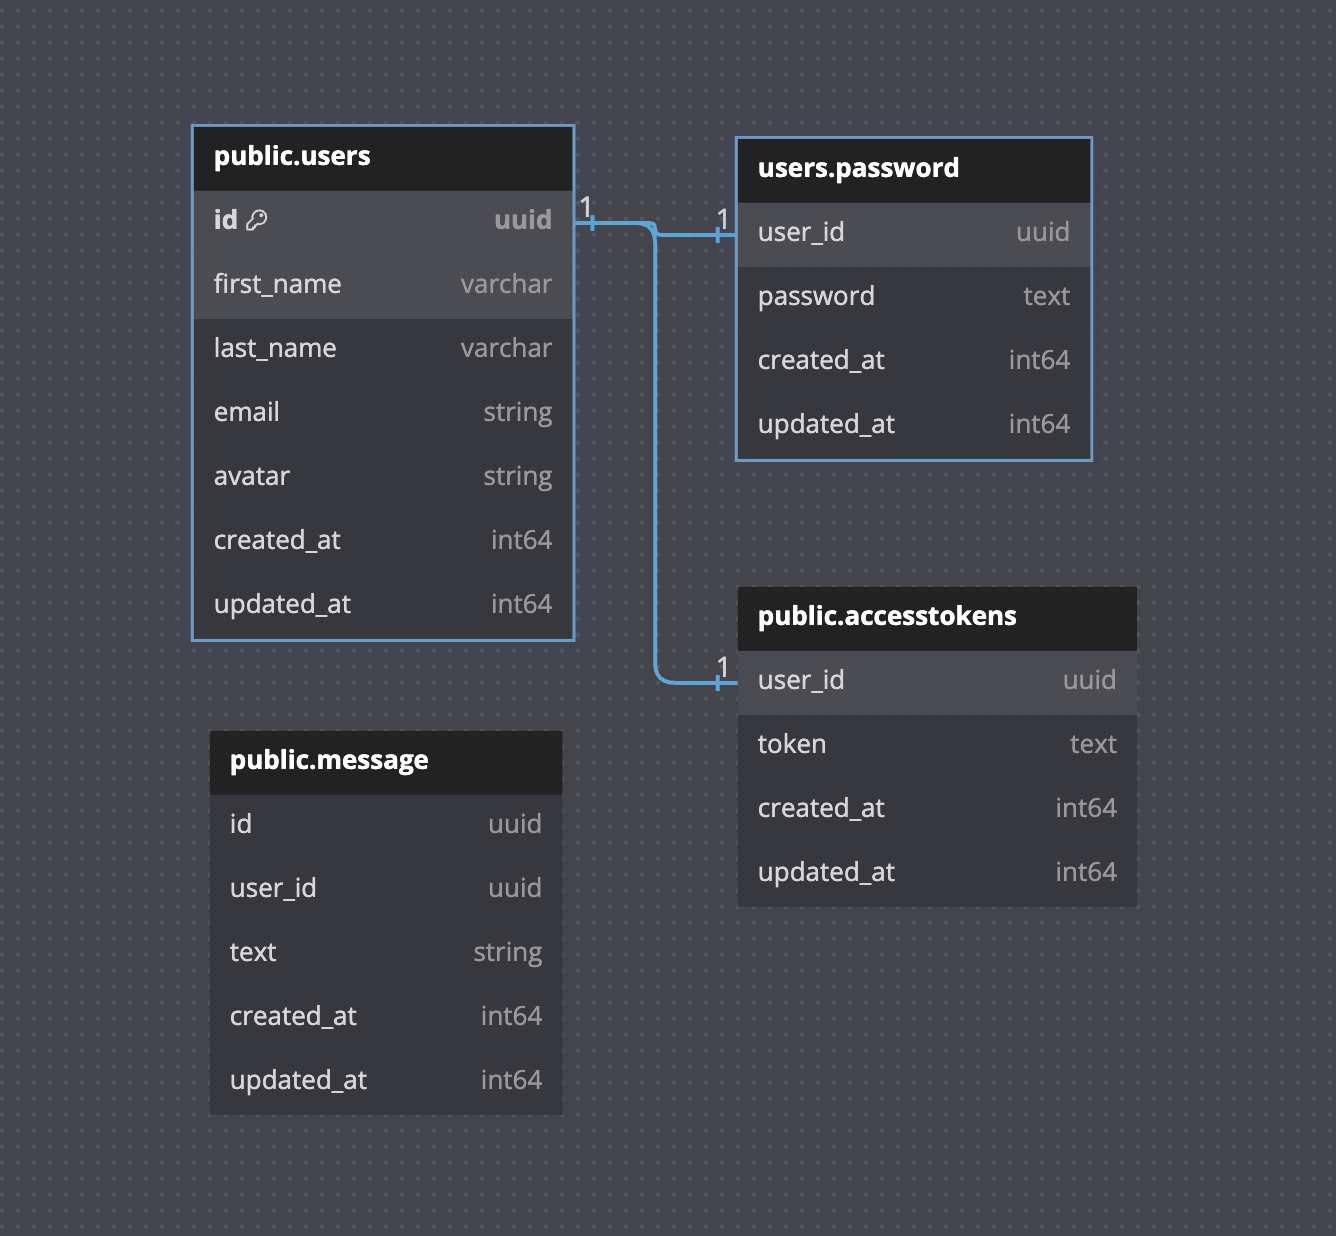 public.users
id uuid
first_name varchar
last_name varchar
email string
avatar string
created_at int64
updated_at int64
1
1
users.password
user_id uuid
password text
created_at int64
updated_at int64
1
public.accesstokens
user_id uuid
token text
created_at int64
updated_at int64
public.message
id uuid
user_id uuid
text string
created_at int64
updated_at int64